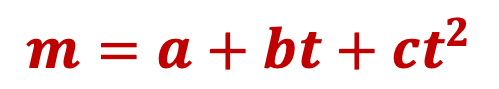 m = a + bt + ct²